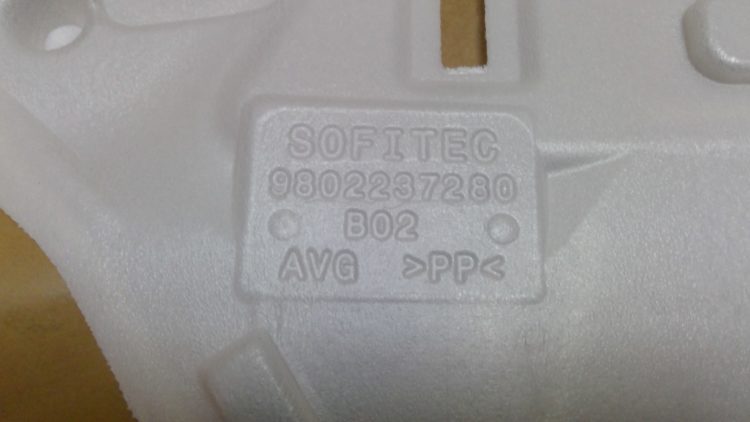 SOFITEC
9802237280
B02
AVG >PP<